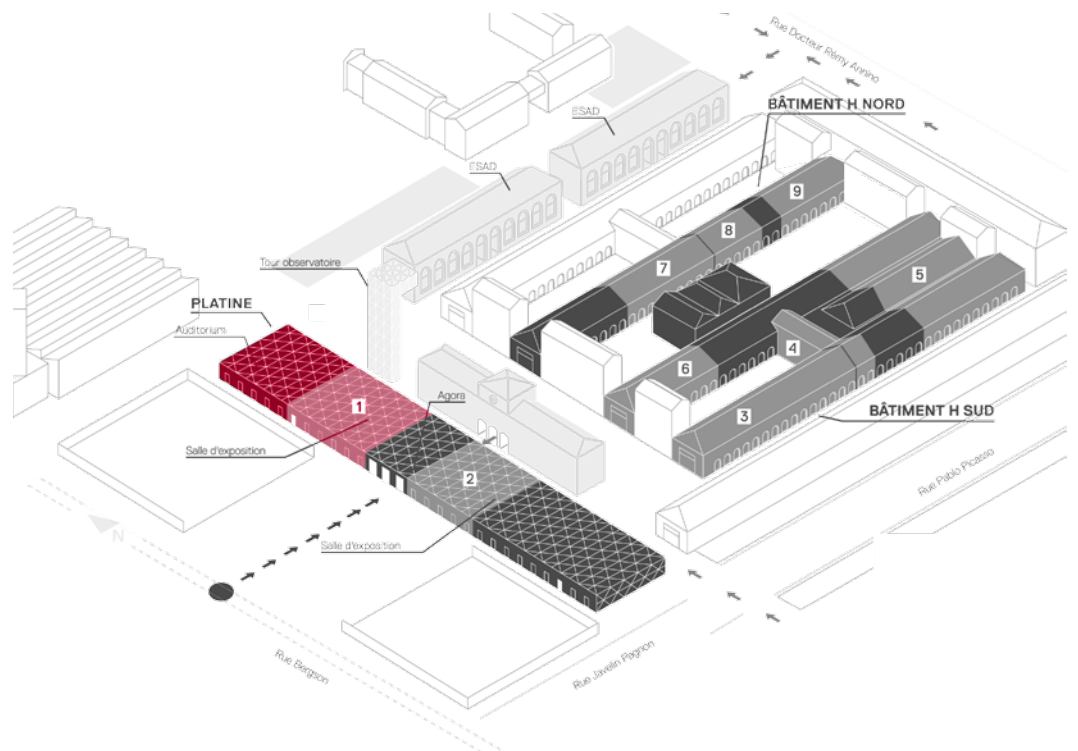 Rue Docteur Rémy Annino
BÂTIMENT H NORD
ESAD
ESAD
9
8
7
5
Tour observatoire
PLATINE
Auditorium
4
6
Agora
1
3
BÂTIMENT H SUD
Salle d'exposition
2
Rue Pablo Picasso
N
Salle d'exposition
Rue Bergson
Rue Javelin Pagnon